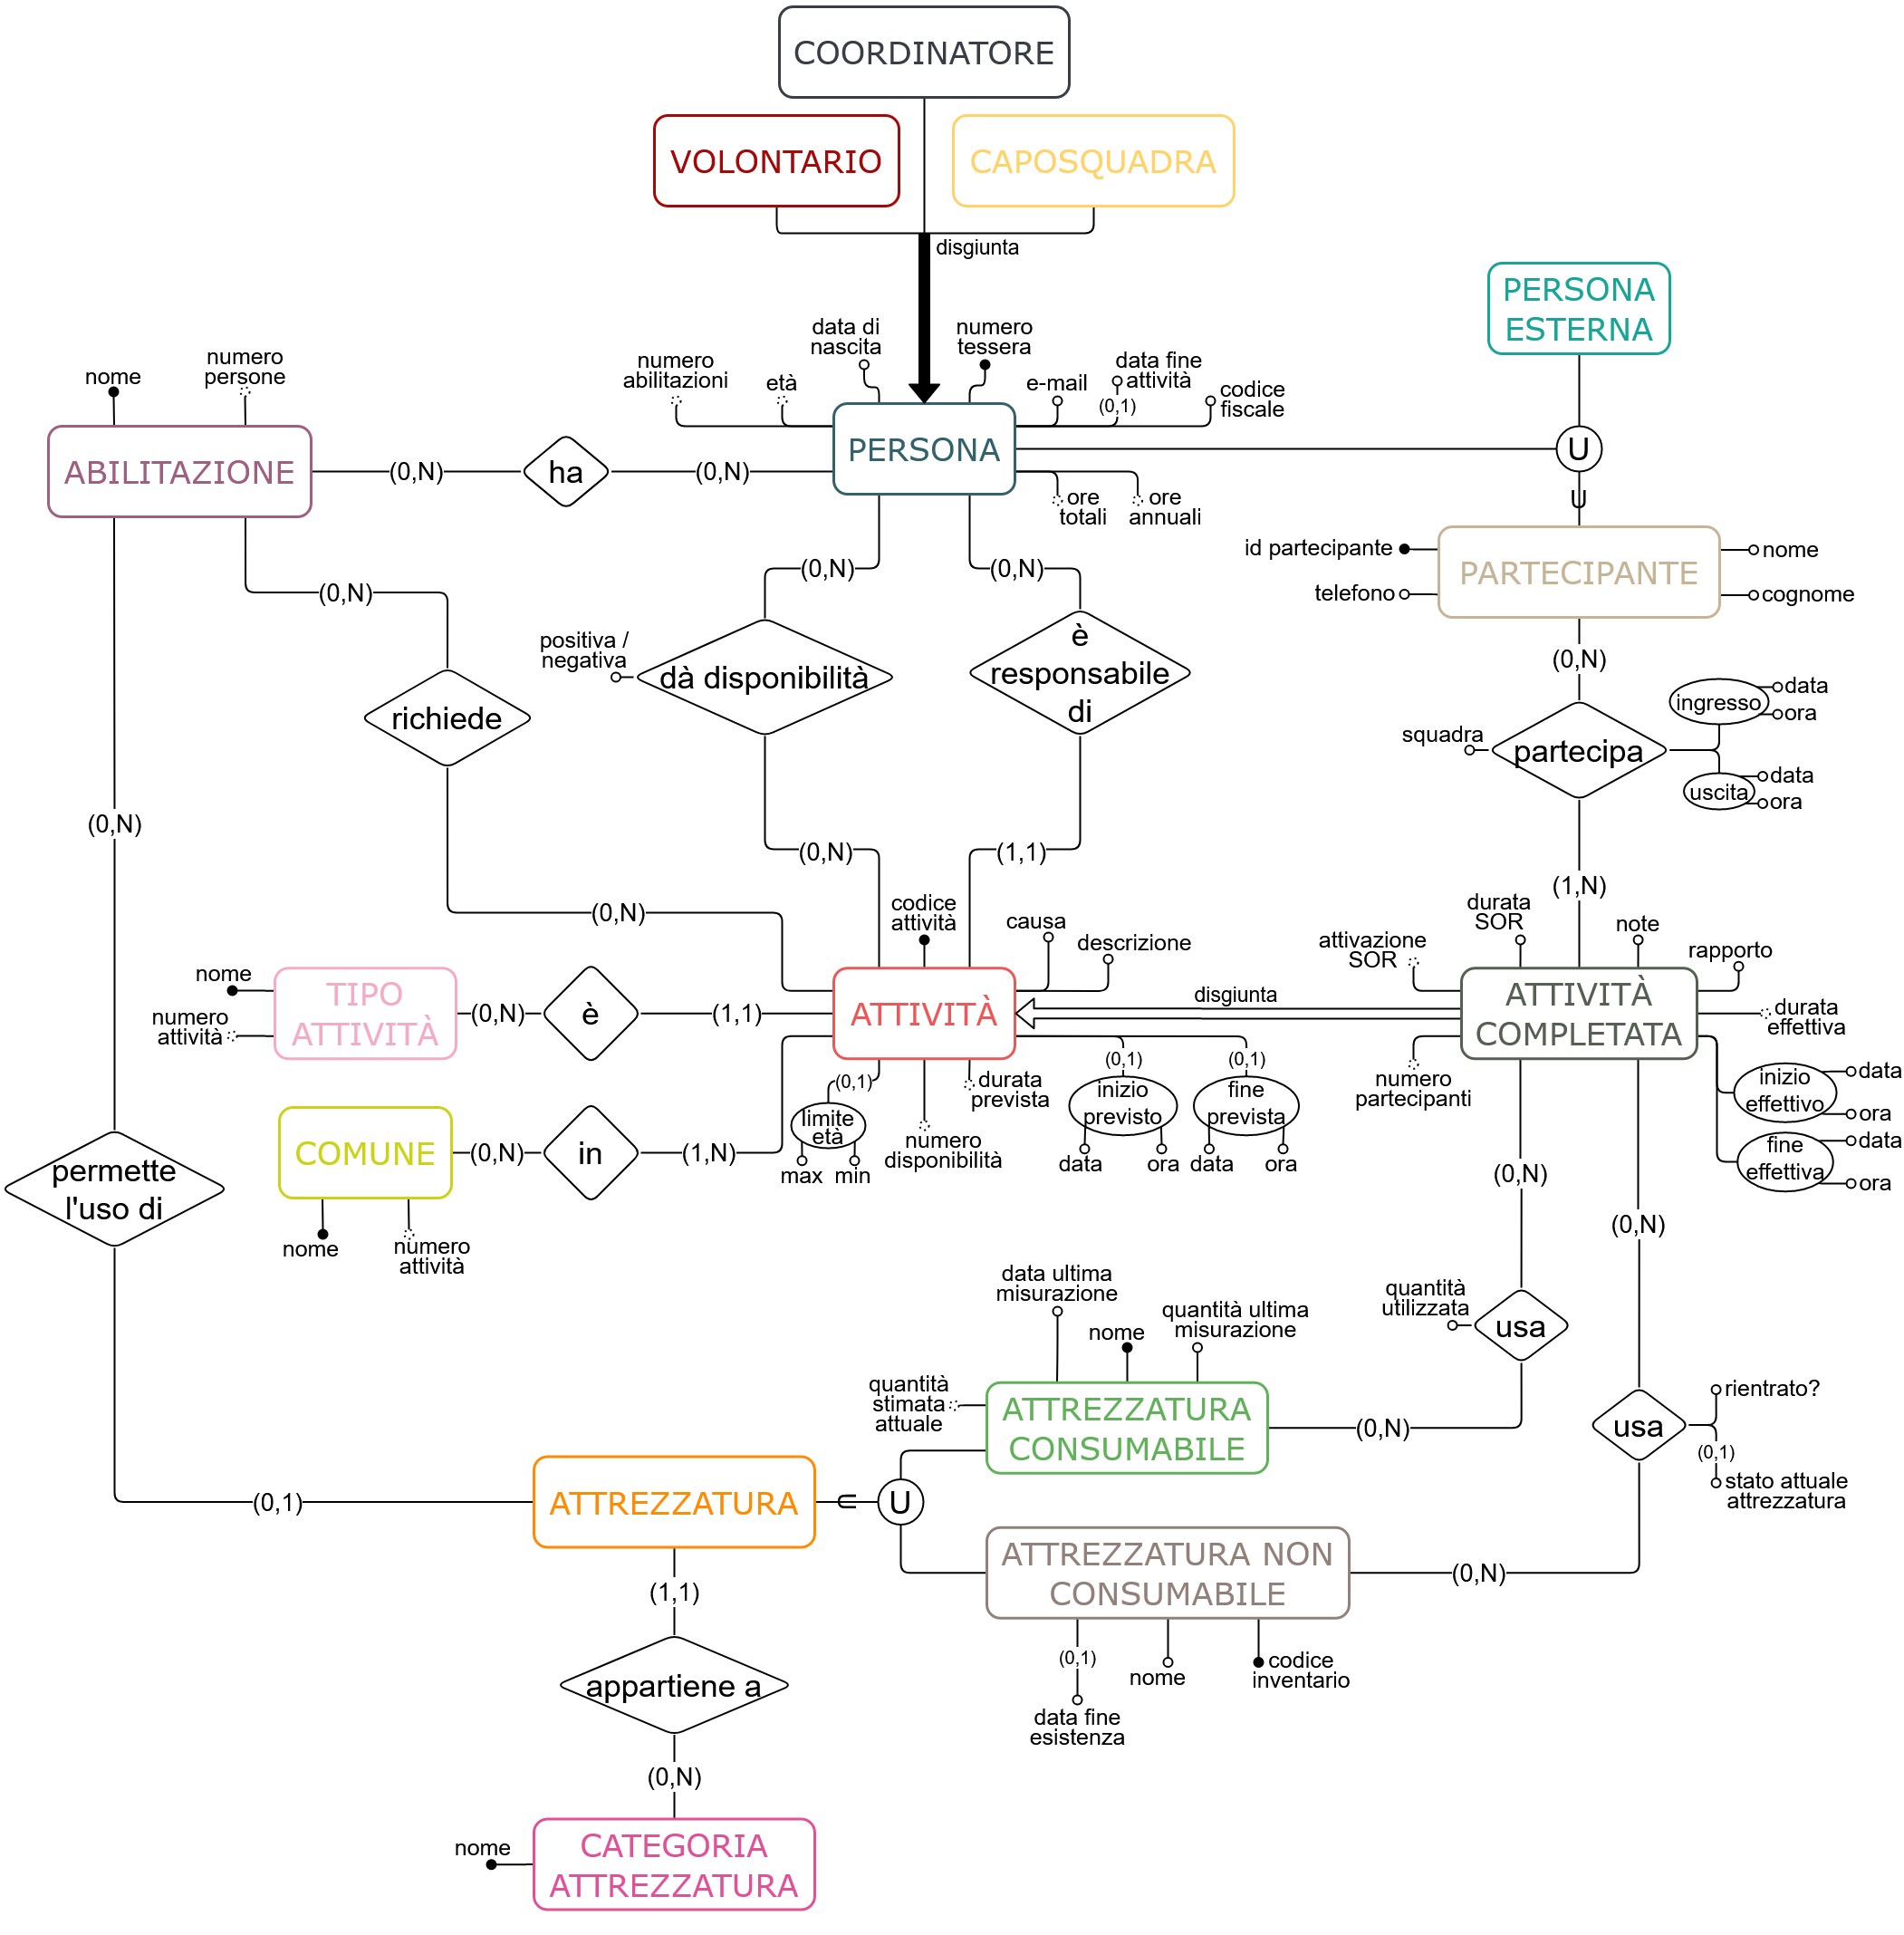 COORDINATORE
VOLONTARIO
CAPOSQUADRA
disgiunta
PERSONA
ESTERNA
data di
nascita
numero
tessera
numero
abilitazioni
età
e-mail
data fine
attività
(0,1)
codice
fiscale
nome
numero
persone
ABILITAZIONE
(0,N)
ha
(0,N)
PERSONA
U
U
ore
totali
ore
annuali
id partecipante
telefono
PARTECIPANTE
nome
cognome
(0,N)
(0,N)
(0,N)
(0,N)
positiva /
negativa
dà disponibilità
è
responsabile
di
richiede
squadra
partecipa
ingresso
data
ora
uscita
data
ora
(0,N)
(0,N)
(1,1)
(1,N)
(0,N)
codice
attività
causa
descrizione
attivazione
SOR
durata
SOR
note
rapporto
nome
numero
attività
TIPO
ATTIVITÀ
(0,N)
è
(1,1)
ATTIVITÀ
disgiunta
ATTIVITÀ
COMPLETATA
durata
effettiva
(0,1)
limite
età
max
min
durata
prevista
numero
disponibilità
(0,1)
inizio
previsto
data
ora
(0,1)
fine
prevista
data
ora
numero
partecipanti
inizio
effettivo
data
ora
fine
effettiva
data
ora
COMUNE
(0,N)
in
(1,N)
nome
numero
attività
permette
l'uso di
(0,N)
(0,N)
data ultima
misurazione
nome
quantità ultima
misurazione
quantità
utilizzata
usa
quantità
stimata
attuale
ATTREZZATURA
CONSUMABILE
(0,N)
usa
rientrato?
(0,1)
stato attuale
attrezzatura
(0,1)
ATTREZZATURA
U
U
ATTREZZATURA NON
CONSUMABILE
(0,N)
(1,1)
(0,1)
data fine
esistenza
nome
codice
inventario
appartiene a
(0,N)
nome
CATEGORIA
ATTREZZATURA